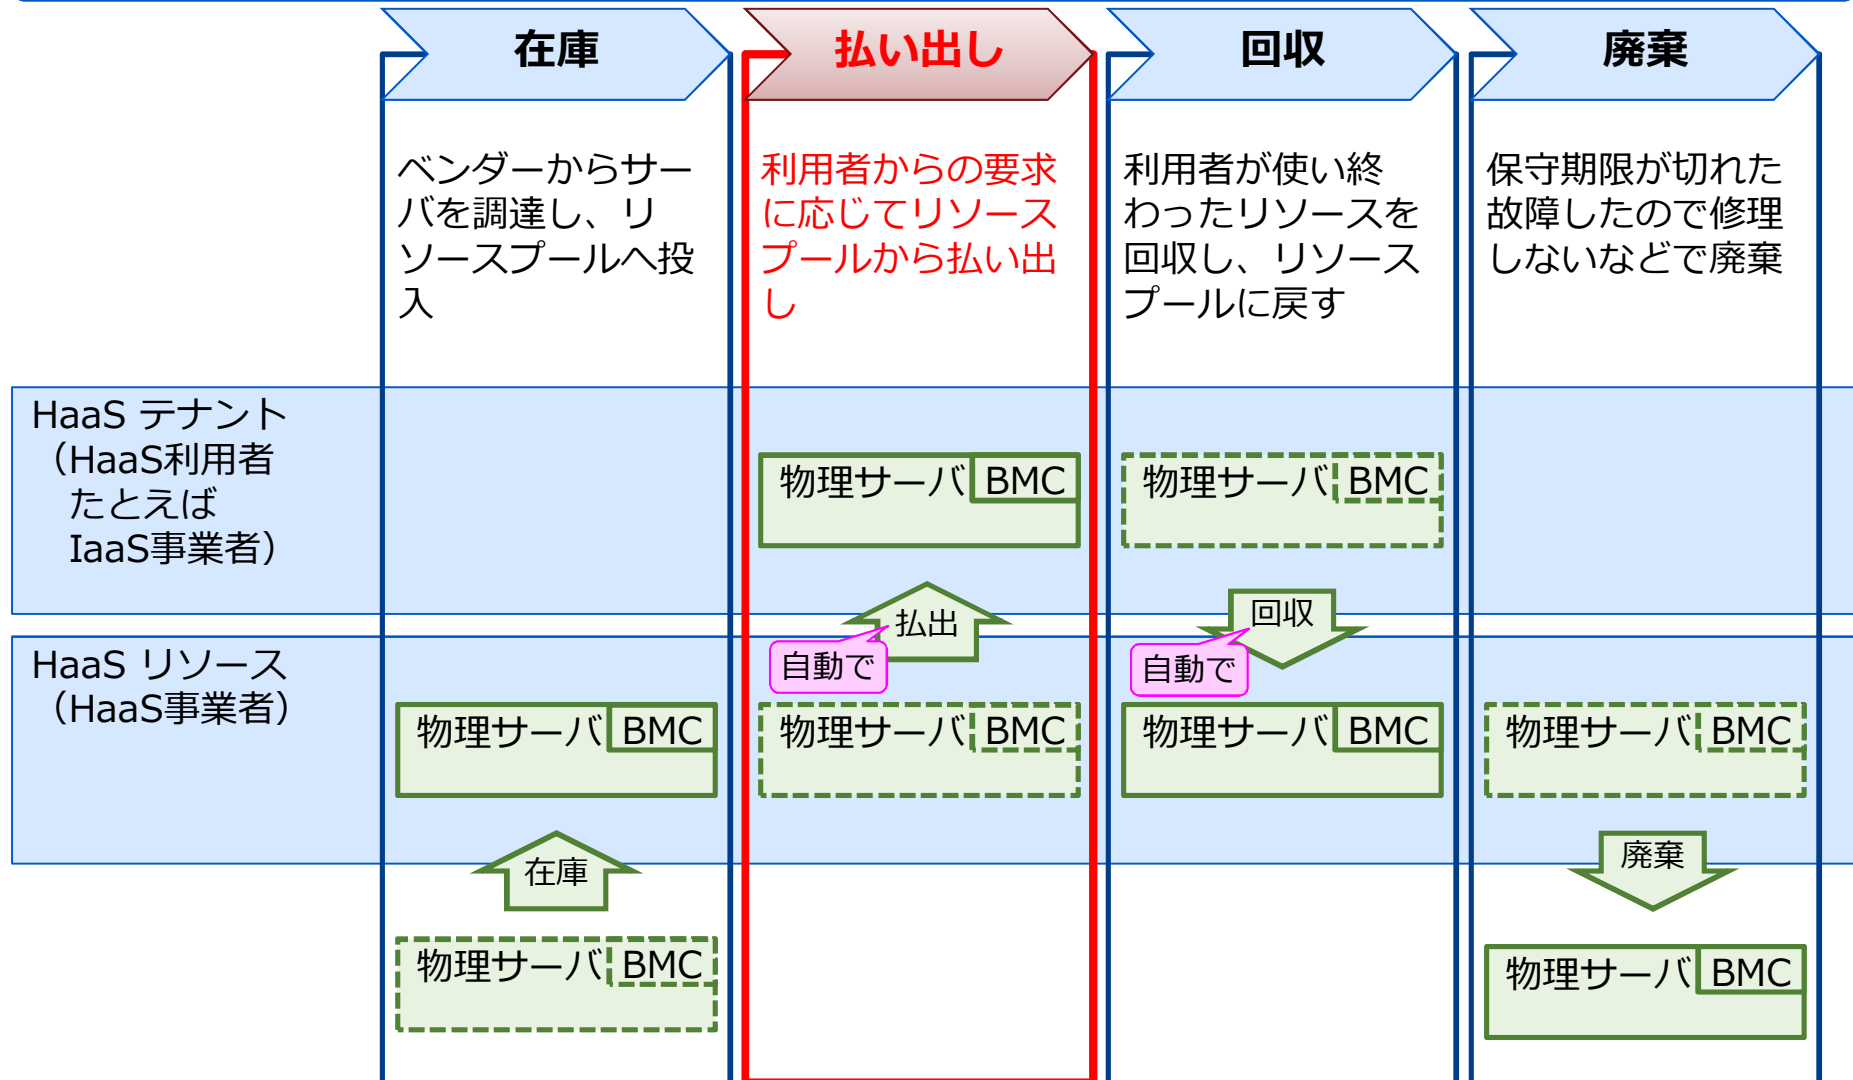 在庫
払い出し
回収
廃棄
ベンダーからサー
バを調達し、リ
ソースプールへ投
入
利用者からの要求
に応じてリソース
プールから払い出
し
利用者が使い終
わったリソースを
回収し、リソース
プールに戻す
保守期限が切れた
故障したので修理
しないなどで廃棄
HaaS テナント
（HaaS利用者
たとえば
IaaS事業者）
物理サーバ BMC
物理サーバ BMC
払出
自動で
回収
自動で
HaaS リソース
（HaaS事業者）
物理サーバ BMC
物理サーバ BMC
物理サーバ BMC
物理サーバ BMC
在庫
廃棄
物理サーバ BMC
物理サーバ BMC